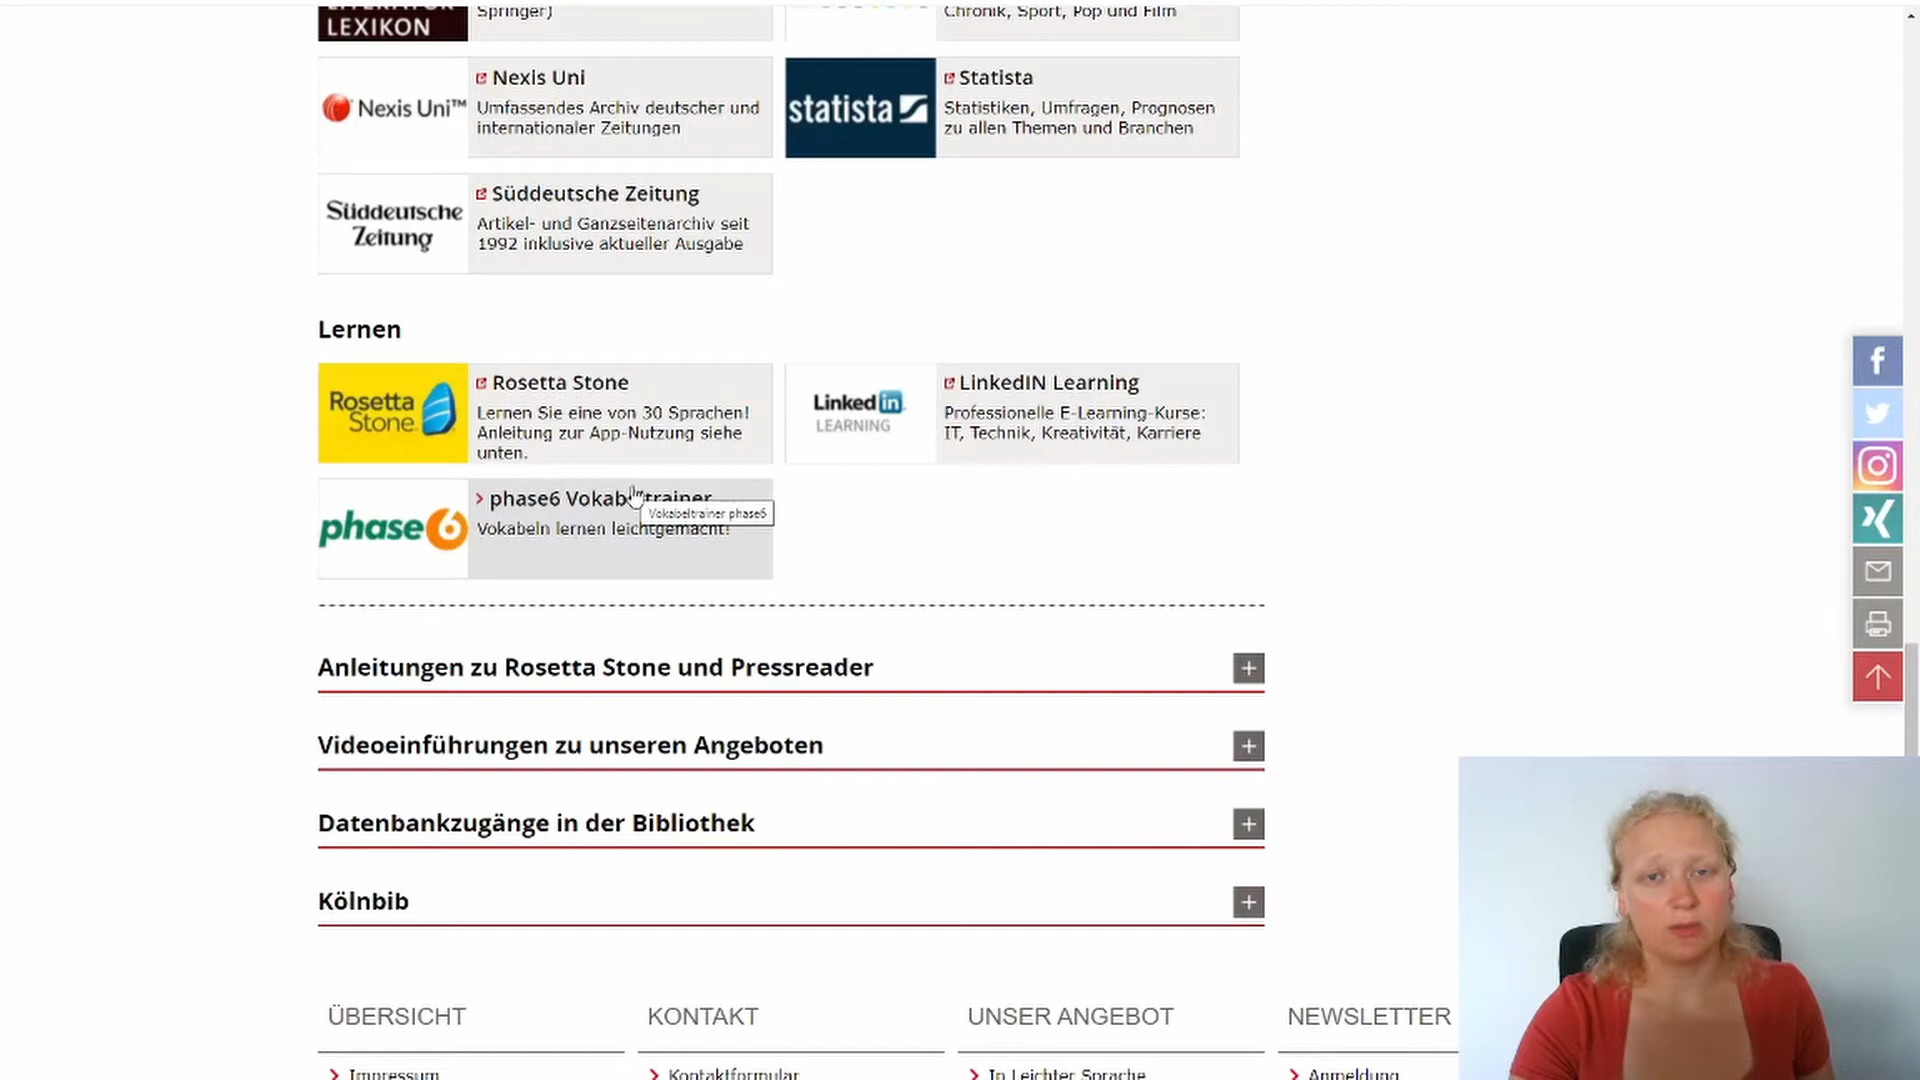 LEXIKON
Springer)
Chronik, Sport, Pop und Film
Nexis Uni™
Nexis Uni
Umfassendes Archiv deutscher und
internationaler Zeitungen
statista
Statista
Statistiken, Umfragen, Prognosen
zu allen Themen und Branchen
Süddeutsche
Zeitung
Süddeutsche Zeitung
Artikel- und Ganzseitenarchiv seit
1992 inklusive aktueller Ausgabe
Lernen
Rosetta
Stone
Rosetta Stone
Lernen Sie eine von 30 Sprachen!
Anleitung zur App-Nutzung siehe
unten.
Linked in
LEARNING
LinkedIN Learning
Professionelle E-Learning-Kurse:
IT, Technik, Kreativität, Karriere
phase6
phase6 Vokabeltrainer
Vokabeltrainer phase6
Vokabeln lernen leichtgemacht!
Anleitungen zu Rosetta Stone und Pressreader
Videoeinführungen zu unseren Angeboten
Datenbankzugänge in der Bibliothek
Kölnbib
ÜBERSICHT
KONTAKT
UNSER ANGEBOT
NEWSLETTER
Impressum
Kontaktformular
In Leichter Sprache
Anmeldung